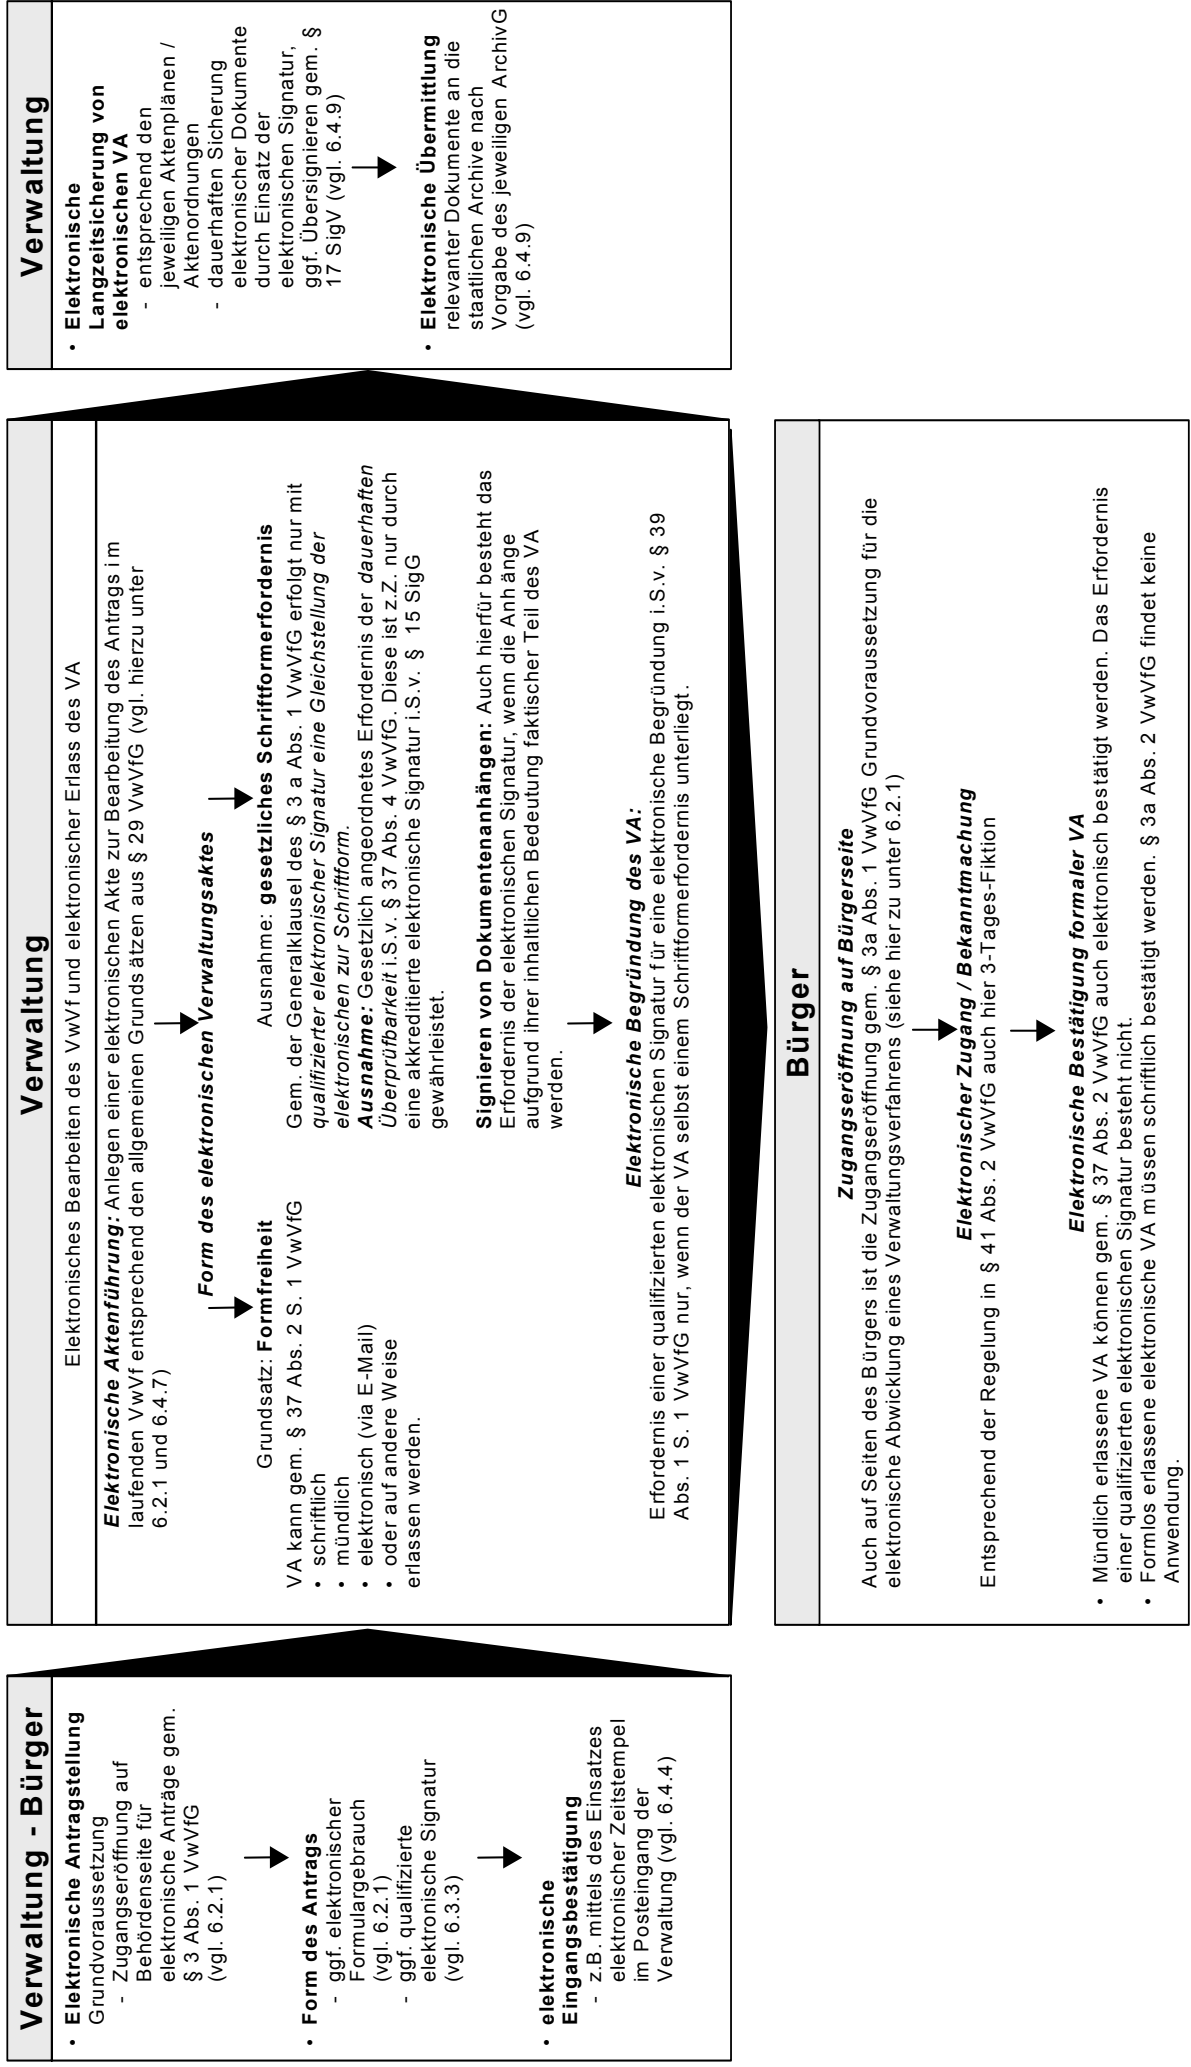 Verwaltung - Bürger
• Elektronische Antragstellung
Grundvoraussetzung
- Zugangseröffnung auf
Behördenseite für
elektronische Anträge gem.
§ 3 Abs. 1 VwVfG
(vgl. 6.2.1)
• Form des Antrags
- ggf. elektronischer
Formulargebrauch
(vgl. 6.2.1)
- ggf. qualifizierte
elektronische Signatur
(vgl. 6.3.3)
• elektronische
Eingangsbestätigung
- z.B. mittels des Einsatzes
elektronischer Zeitstempel
im Posteingang der
Verwaltung (vgl. 6.4.4)
Verwaltung
Elektronisches Bearbeiten des VwVf und elektronischer Erlass des VA
Elektronische Aktenführung: Anlegen einer elektronischen Akte zur Bearbeitung des Antrags im
laufenden VwVf entsprechend den allgemeinen Grundsätzen aus § 29 VwVfG (vgl. hierzu unter
6.2.1 und 6.4.7)
Form des elektronischen Verwaltungsaktes
Grundsatz: Formfreiheit
VA kann gem. § 37 Abs. 2 S. 1 VwVfG
• schriftlich
• mündlich
• elektronisch (via E-Mail)
• oder auf andere Weise
erlassen werden.
Ausnahme: gesetzliches Schriftformerfordernis
Gem. der Generalklausel des § 3 a Abs. 1 VwVfG erfolgt nur mit
qualifizierter elektronischer Signatur eine Gleichstellung der
elektronischen zur Schriftform.
Ausnahme: Gesetzlich angeordnetes Erfordernis der dauerhaften
Überprüfbarkeit i.S.v. § 37 Abs. 4 VwVfG. Diese ist z.Z. nur durch
eine akkreditierte elektronische Signatur i.S.v. § 15 SigG
gewährleistet.
Signieren von Dokumentenanhängen: Auch hierfür besteht das
Erfordernis der elektronischen Signatur, wenn die Anhänge
aufgrund ihrer inhaltlichen Bedeutung faktischer Teil des VA
werden.
Elektronische Begründung des VA:
Erfordernis einer qualifizierten elektronischen Signatur für eine elektronische Begründung i.S.v. § 39
Abs. 1 S. 1 VwVfG nur, wenn der VA selbst einem Schriftformerfordernis unterliegt.
Verwaltung
• Elektronische
Langzeitsicherung von
elektronischen VA
- entsprechend den
jeweiligen Aktenplänen /
Aktenordnungen
- dauerhaften Sicherung
elektronischer Dokumente
durch Einsatz der
elektronischen Signatur,
ggf. Übersignieren gem. §
17 SigV (vgl. 6.4.9)
• Elektronische Übermittlung
relevanter Dokumente an die
staatlichen Archive nach
Vorgabe des jeweiligen ArchivG
(vgl. 6.4.9)
Bürger
Zugangseröffnung auf Bürgerseite
Auch auf Seiten des Bürgers ist die Zugangseröffnung gem. § 3a Abs. 1 VwVfG Grundvoraussetzung für die
elektronische Abwicklung eines Verwaltungsverfahrens (siehe hierzu unter 6.2.1)
Elektronischer Zugang / Bekanntmachung
Entsprechend der Regelung in § 41 Abs. 2 VwVfG auch hier 3-Tages-Fiktion
Elektronische Bestätigung formaler VA
• Mündlich erlassene VA können gem. § 37 Abs. 2 VwVfG auch elektronisch bestätigt werden. Das Erfordernis
einer qualifizierten elektronischen Signatur besteht nicht.
• Formlos erlassene elektronische VA müssen schriftlich bestätigt werden. § 3a Abs. 2 VwVfG findet keine
Anwendung.